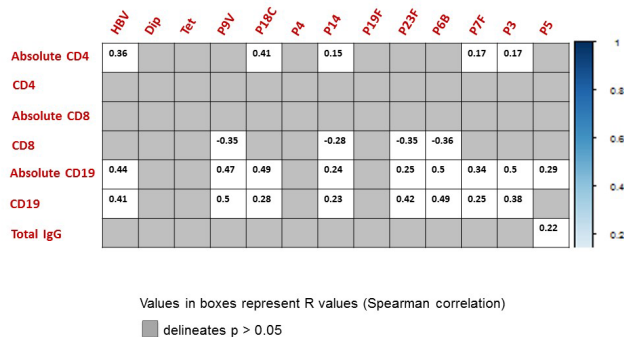 HBV Dip Tet P9V P18C P4 P14 P19F P23F P6B P7F P3 P5
Absolute CD4 0.36 0.41 0.15 0.17 0.17
CD4
Absolute CD8
CD8 -0.35 -0.28 -0.35 -0.36
Absolute CD19 0.44 0.47 0.49 0.24 0.25 0.5 0.34 0.5 0.29
CD19 0.41 0.5 0.28 0.23 0.42 0.49 0.25 0.38
Total IgG 0.22
1
0.8
0.6
0.4
0.2
Values in boxes represent R values (Spearman correlation)
delineates p > 0.05